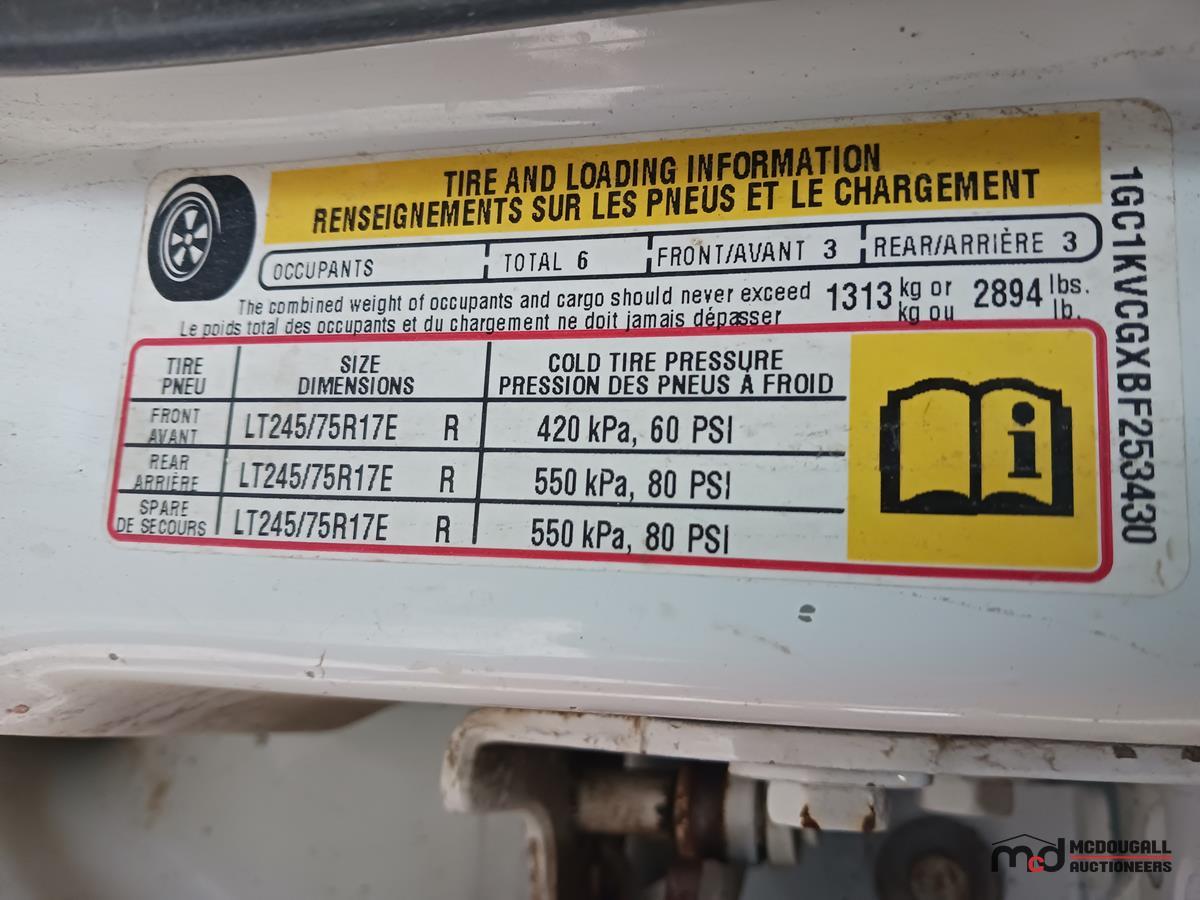 TIRE AND LOADING INFORMATION
RENSEIGNEMENTS SUR LES PNEUS ET LE CHARGEMENT
OCCUPANTS TOTAL 6 FRONT/AVANT 3 REAR/ARRIÈRE 3
The combined weight of occupants and cargo should never exceed 1313 kg or 2894 lbs.
Le poids total des occupants et du chargement ne doit jamais dépasser kg ou lb.
TIRE SIZE COLD TIRE PRESSURE
PNEU DIMENSIONS PRESSION DES PNEUS À FROID
FRONT
AVANT LT245/75R17E R 420 kPa, 60 PSI
REAR
ARRIÈRE LT245/75R17E R 550 kPa, 80 PSI
SPARE
DE SECOURS LT245/75R17E R 550 kPa, 80 PSI
1GC1KVCGXBF253430
mcd MCDOUGALL
AUCTIONEERS